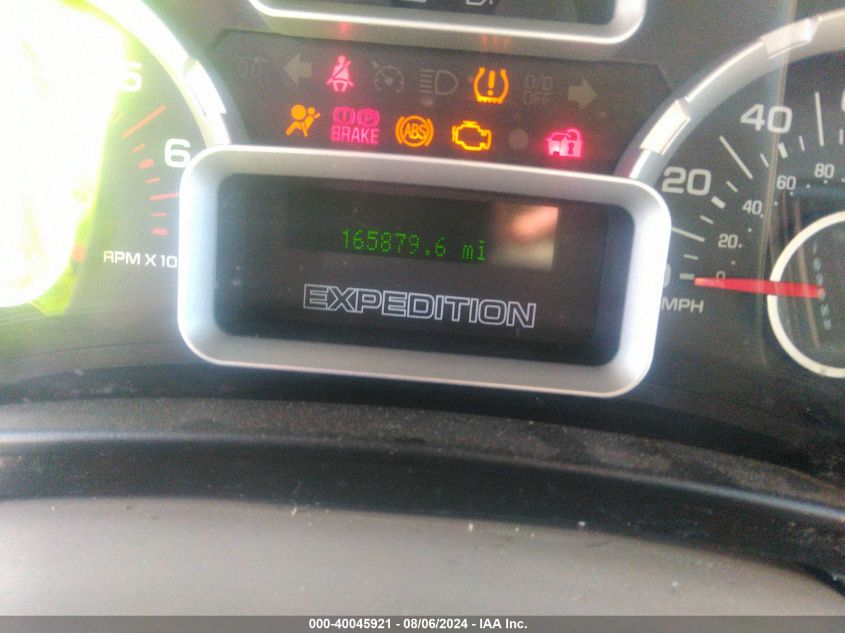 O/D
OFF
BRAKE
ABS
5
6
RPM X 10
165879.6 mi
EXPEDITION
40
20
80
60
40
20
0
MPH
000-40045921 - 08/06/2024 - IAA Inc.